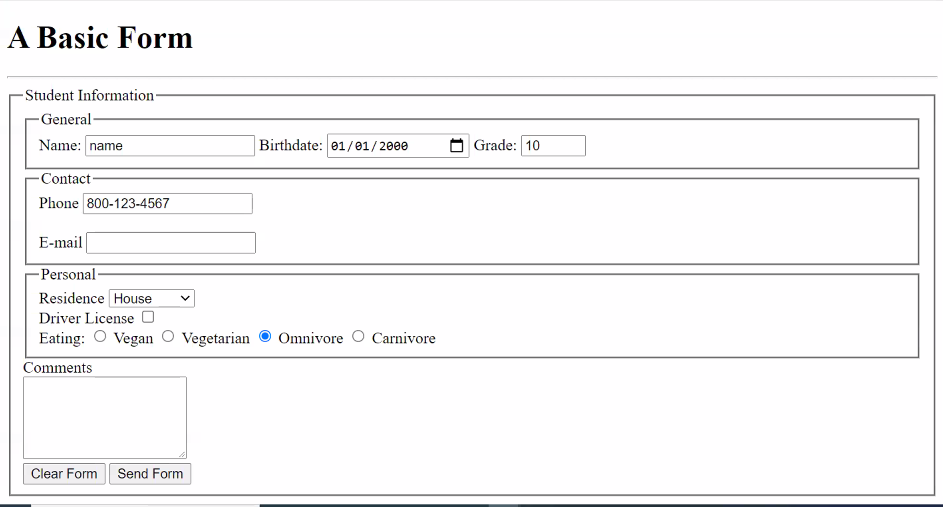 A Basic Form
Student Information
General
Name: name Birthdate: 01/01/2000 Grade: 10
Contact
Phone 800-123-4567
E-mail
Personal
Residence House
Driver License
Eating: Vegan Vegetarian Omnivore Carnivore
Comments
Clear Form Send Form